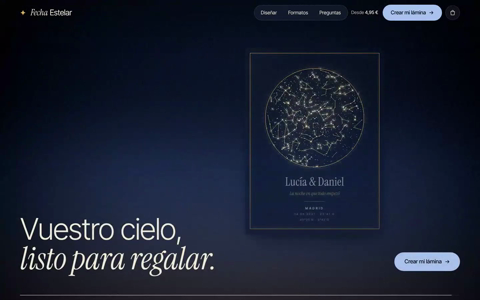 Fecha Estelar
Diseñar
Formatos
Preguntas
Desde 4,95 €
Crear mi lámina →
Lucía & Daniel
MADRID
Vuestro cielo,
listo para regalar.
Crear mi lámina →